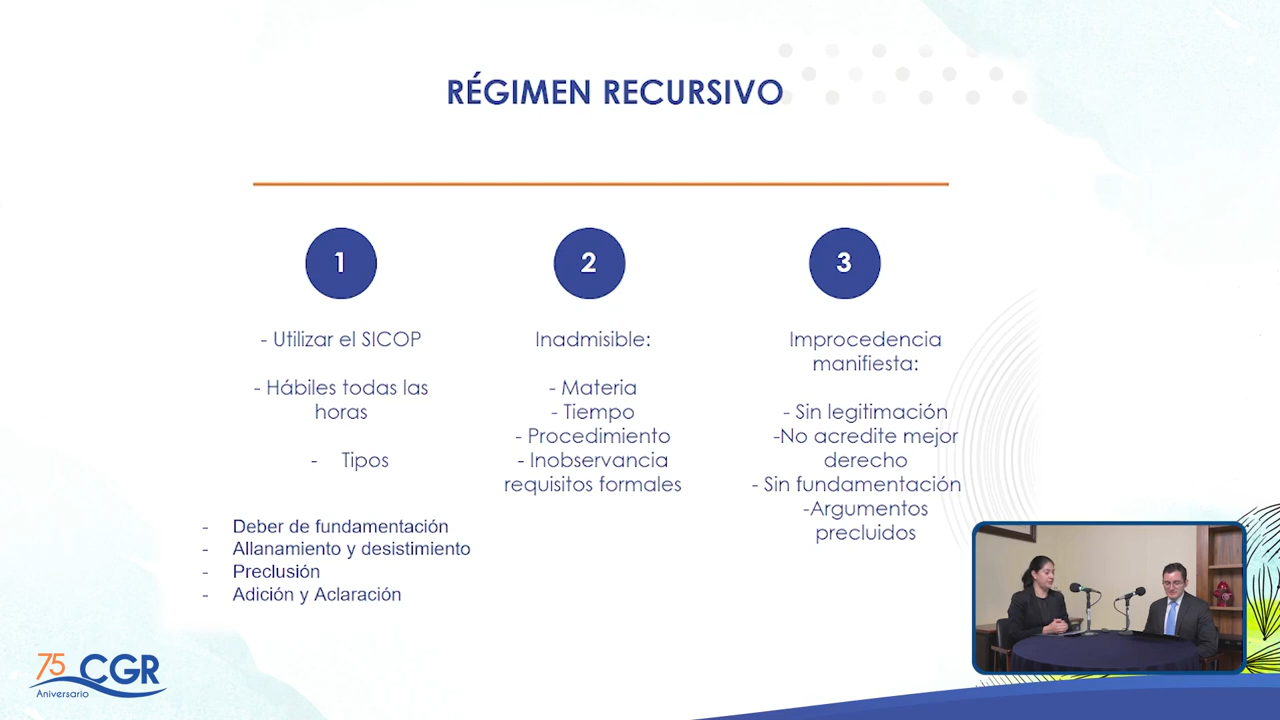 RÉGIMEN RECURSIVO
1
- Utilizar el SICOP
- Hábiles todas las
horas
- Tipos
- Deber de fundamentación
- Allanamiento y desistimiento
- Preclusión
- Adición y Aclaración
2
Inadmisible:
- Materia
- Tiempo
- Procedimiento
- Inobservancia
requisitos formales
3
Improcedencia
manifiesta:
- Sin legitimación
-No acredite mejor
derecho
- Sin fundamentación
-Argumentos
precluidos
75 CGR
Aniversario